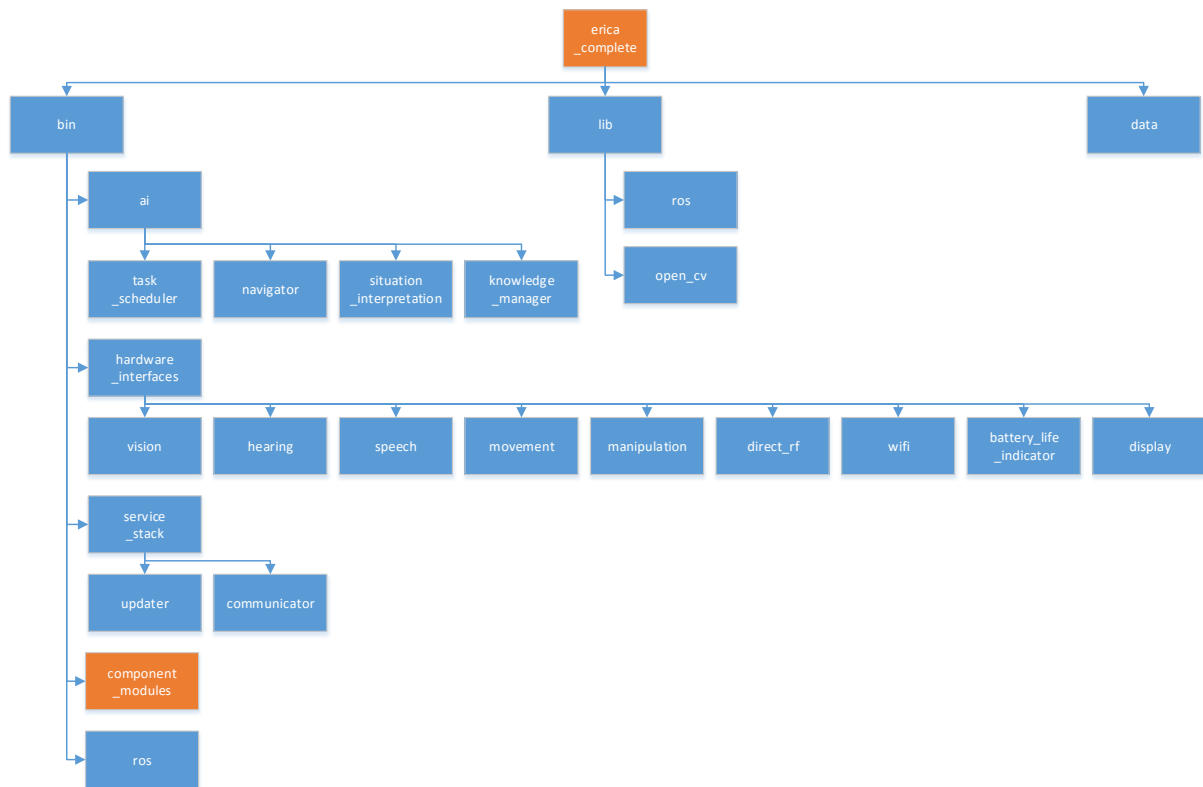 erica
_complete
bin
lib
data
ai
ros
task
_scheduler
navigator
situation
_interpretation
knowledge
_manager
open_cv
hardware
_interfaces
vision
hearing
speech
movement
manipulation
direct_rf
wifi
battery_life
_indicator
display
service
_stack
updater
communicator
component
_modules
ros